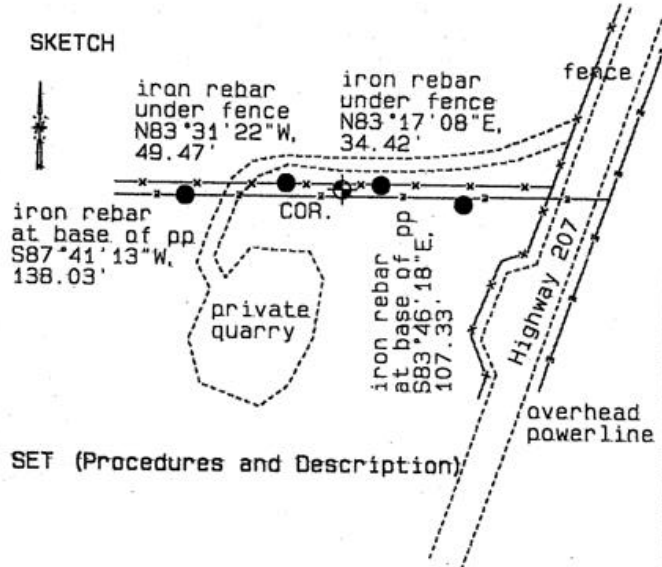 SKETCH
iron rebar
under fence
N83°31'22"W,
49.47'
iron rebar
under fence
N83°17'08"E,
34.42'
fence
COR.
iron rebar
at base of pp
S87°41'13"W,
138.03'
private
quarry
iron rebar
at base of pp
S83°46'18"E,
107.33'
Highway 207
overhead
powerline
SET (Procedures and Description)